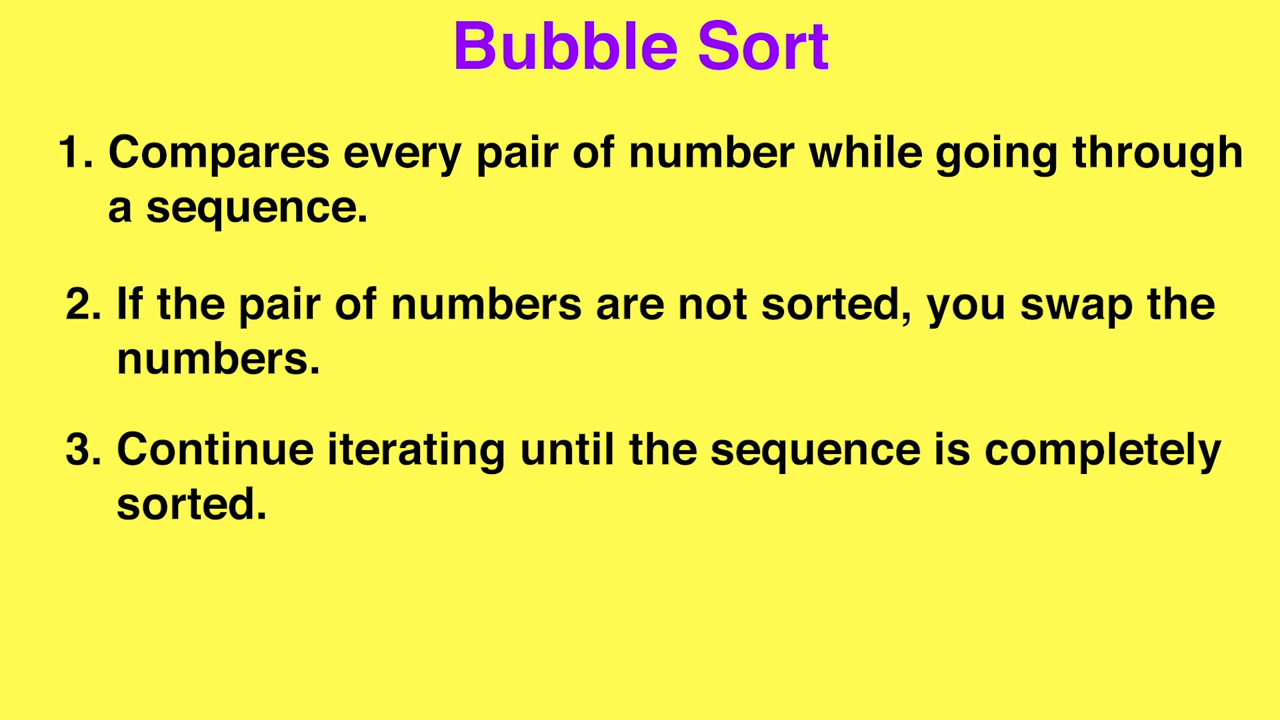 Bubble Sort
1. Compares every pair of number while going through
a sequence.
2. If the pair of numbers are not sorted, you swap the
numbers.
3. Continue iterating until the sequence is completely
sorted.